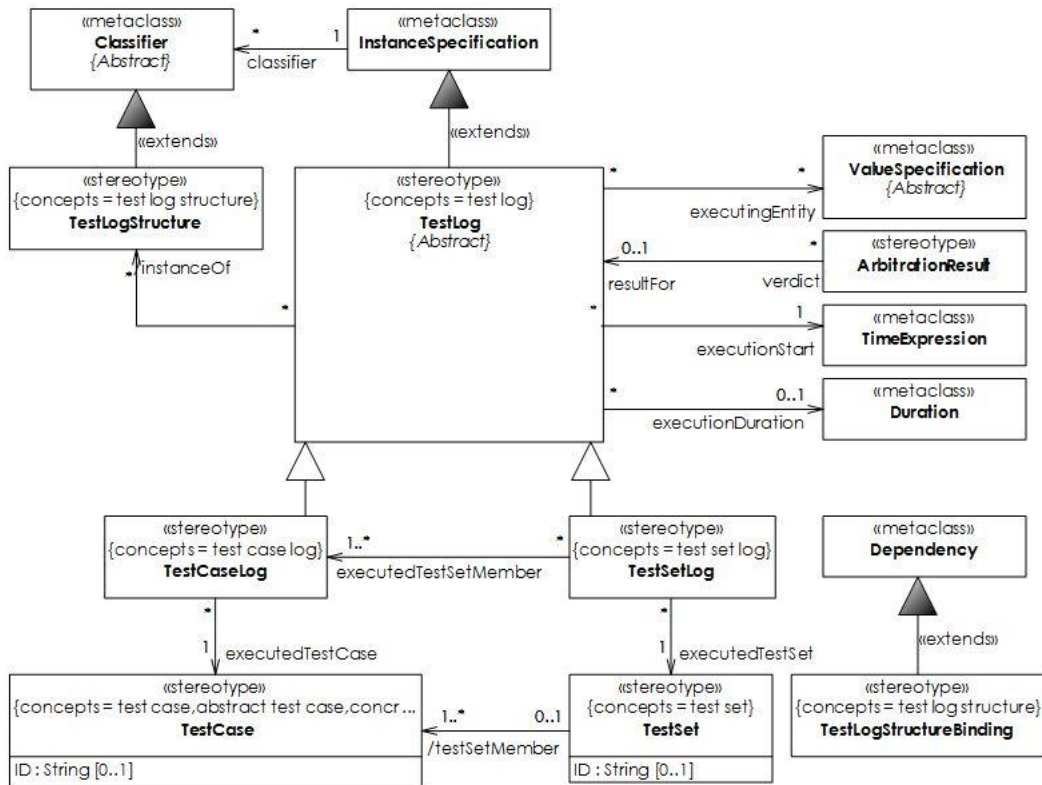 «metaclass»
Classifier
{Abstract}
*
classifier
1
«metaclass»
InstanceSpecification
«extends»
«extends»
«stereotype»
{concepts = test log structure}
TestLogStructure
*
/instanceOf
*
«stereotype»
{concepts = test log}
TestLog
{Abstract}
*
*
executingEntity
«metaclass»
ValueSpecification
{Abstract}
0..1
*
resultFor
verdict
«stereotype»
ArbitrationResult
*
1
executionStart
«metaclass»
TimeExpression
*
0..1
executionDuration
«metaclass»
Duration
«stereotype»
{concepts = test case log}
TestCaseLog
1..*
*
executedTestSetMember
«stereotype»
{concepts = test set log}
TestSetLog
«metaclass»
Dependency
*
1
executedTestCase
*
1
executedTestSet
«extends»
«stereotype»
{concepts = test case,abstract test case,concr ...
TestCase
ID : String [0..1]
1..*
0..1
/testSetMember
«stereotype»
{concepts = test set}
TestSet
ID : String [0..1]
«stereotype»
{concepts = test log structure}
TestLogStructureBinding